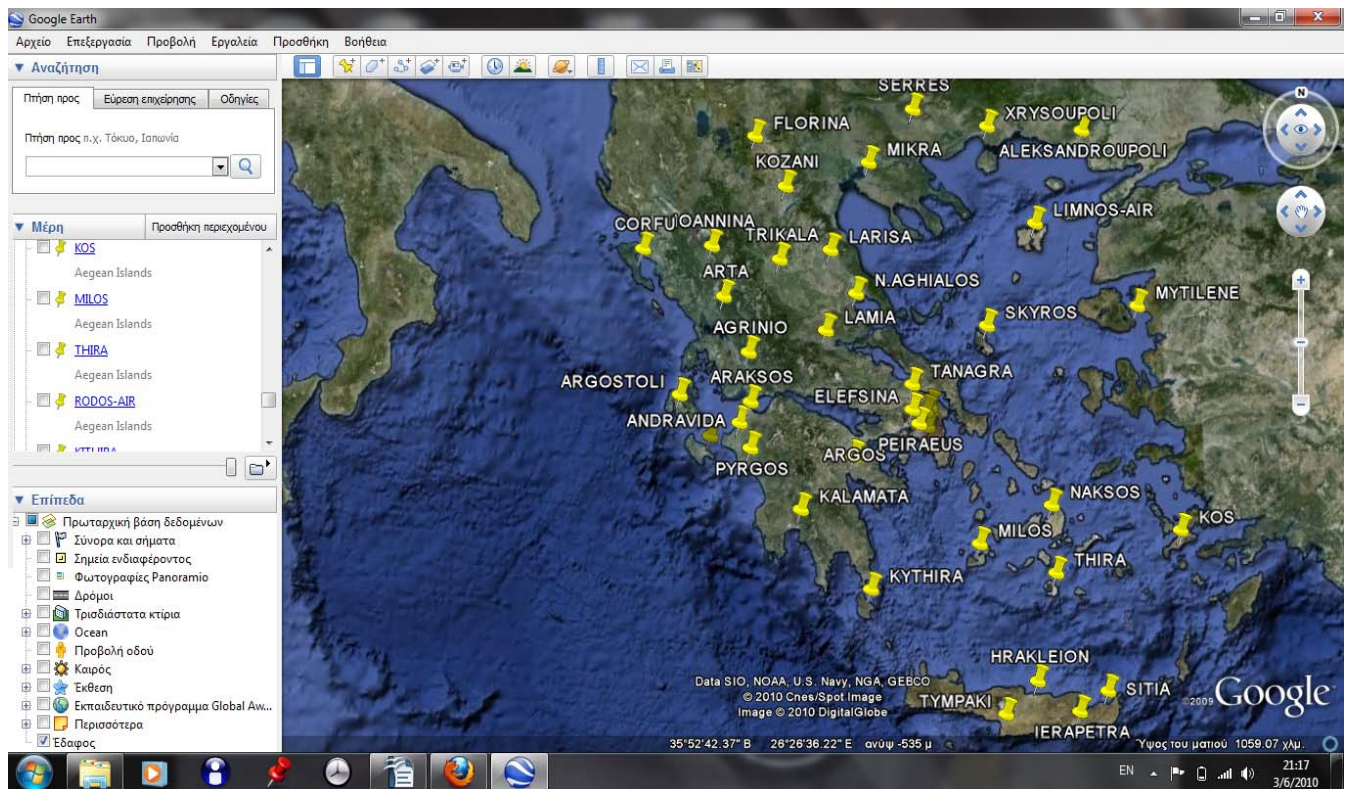 Google Earth
Αρχείο Επεξεργασία Προβολή Εργαλεία Προσθήκη Βοήθεια
Αναζήτηση
Πτήση προς Εύρεση επιχείρησης Οδηγίες
Πτήση προς π.χ. Τόκυο, Ιαπωνία
Μέρη Προσθήκη περιεχομένου
KOS
Aegean Islands
MILOS
Aegean Islands
THIRA
Aegean Islands
RODOS-AIR
Aegean Islands
KITHIRA
Επίπεδα
Πρωταρχική βάση δεδομένων
Σύνορα και σήματα
Σημεία ενδιαφέροντος
Φωτογραφίες Panoramio
Δρόμοι
Τρισδιάστατα κτίρια
Ocean
Προβολή οδού
Καιρός
Έκθεση
Εκπαιδευτικό πρόγραμμα Global Aw...
Περισσότερα
Έδαφος
SERRES
FLORINA
XRYSOUPOLI
KOZANI
MIKRA
ALEKSANDROUPOLI
N
LIMNOS-AIR
CORFU IOANNINA
TRIKALA
LARISA
ARTA
N.AGHIALOS
MYTILENE
AGRINIO
LAMIA
SKYROS
ARGOSTOLI
ARAKSOS
ELEFSINA
TANAGRA
ANDRAVIDA
PYRGOS
ARGOS
PEIRAEUS
KALAMATA
NAKSOS
MILOS
KOS
THIRA
KYTHIRA
HRAKLEION
TYMPAKI
SITIA
IERAPETRA
Data SIO, NOAA, U.S. Navy, NGA, GEBCO
© 2010 Cnes/Spot Image
Image © 2010 DigitalGlobe
©2009 Google
35°52'42.37" Β 26°26'36.22" Ε ανύψ -535 μ
Ύψος του ματιού 1059.07 χλμ.
EN
21:17
3/6/2010